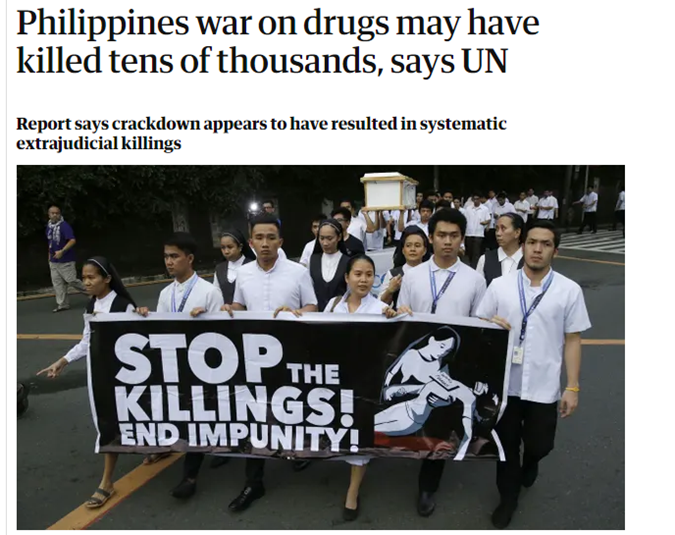 Philippines war on drugs may have
killed tens of thousands, says UN
Report says crackdown appears to have resulted in systematic
extrajudicial killings
STOP THE
KILLINGS!
END IMPUNITY!